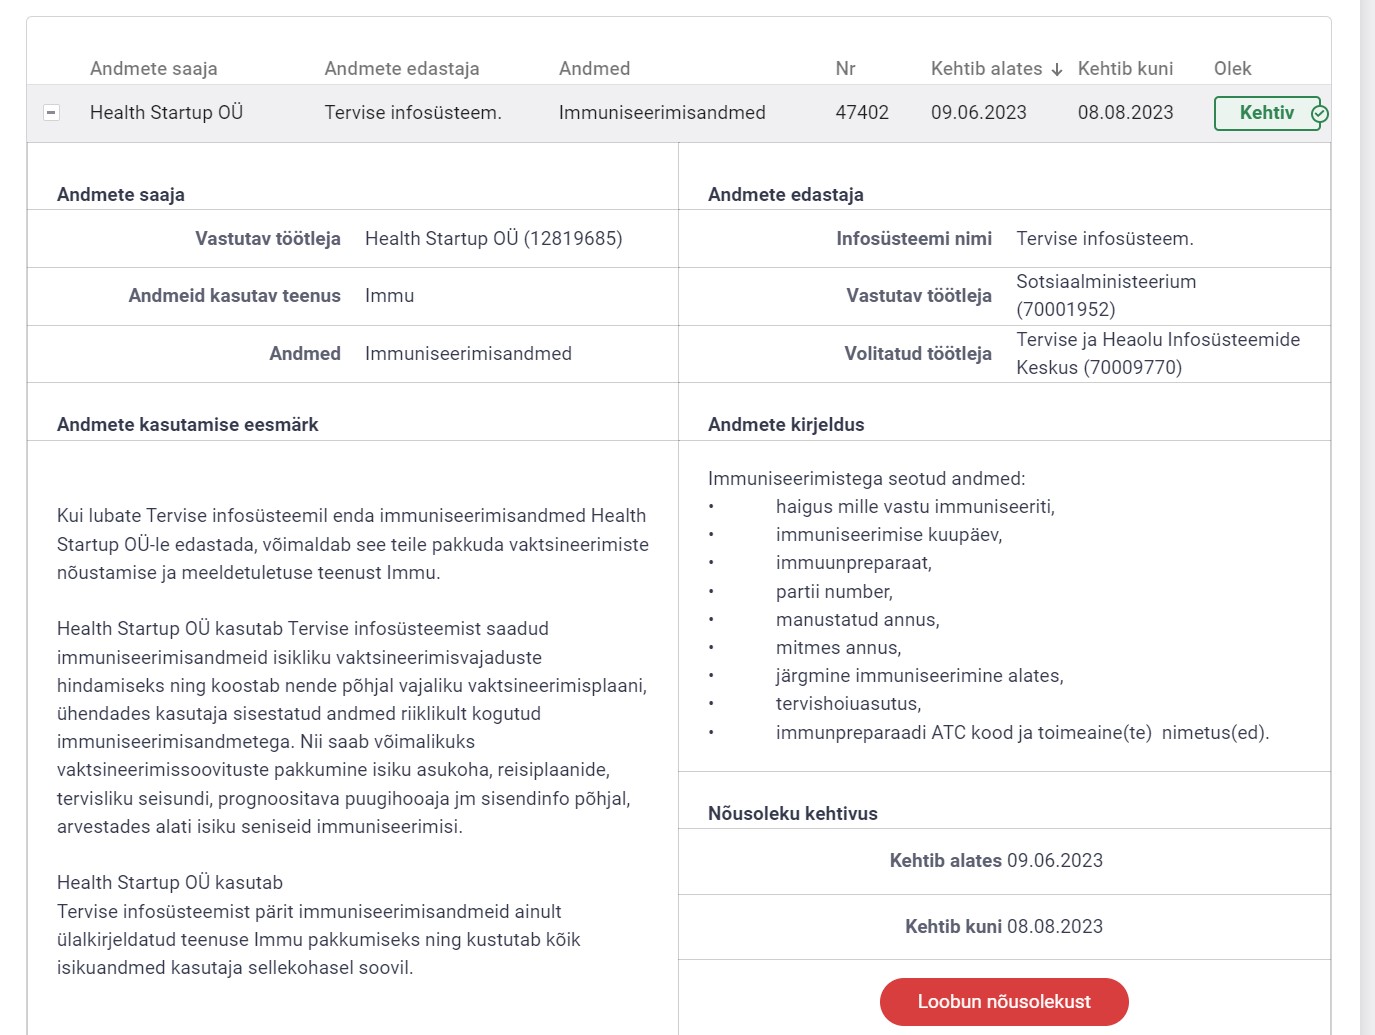 Andmete saaja Andmete edastaja Andmed Nr Kehtib alates Kehtib kuni Olek
Health Startup OÜ Tervise infosüsteem. Immuniseerimisandmed 47402 09.06.2023 08.08.2023 Kehtiv
Andmete saaja
Vastutav töötleja Health Startup OÜ (12819685)
Andmeid kasutav teenus Immu
Andmed Immuniseerimisandmed
Andmete edastaja
Infosüsteemi nimi Tervise infosüsteem.
Vastutav töötleja Sotsiaalministeerium
(70001952)
Volitatud töötleja Tervise ja Heaolu Infosüsteemide
Keskus (70009770)
Andmete kasutamise eesmärk
Kui lubate Tervise infosüsteemil enda immuniseerimisandmed Health
Startup OÜ-le edastada, võimaldab see teile pakkuda vaktsineerimiste
nõustamise ja meeldetuletuse teenust Immu.
Health Startup OÜ kasutab Tervise infosüsteemist saadud
immuniseerimisandmeid isikliku vaktsineerimisvajaduste
hindamiseks ning koostab nende põhjal vajaliku vaktsineerimisplaani,
ühendades kasutaja sisestatud andmed riiklikult kogutud
immuniseerimisandmetega. Nii saab võimalikuks
vaktsineerimissoovituste pakkumine isiku asukoha, reisiplaanide,
tervisliku seisundi, prognoositava puugihooaja jm sisendinfo põhjal,
arvestades alati isiku seniseid immuniseerimisi.
Health Startup OÜ kasutab
Tervise infosüsteemist pärit immuniseerimisandmeid ainult
ülalkirjeldatud teenuse Immu pakkumiseks ning kustutab kõik
isikuandmed kasutaja sellekohasel soovil.
Andmete kirjeldus
Immuniseerimistega seotud andmed:
• haigus mille vastu immuniseeriti,
• immuniseerimise kuupäev,
• immuunpreparaat,
• partii number,
• manustatud annus,
• mitmes annus,
• järgmine immuniseerimine alates,
• tervishoiuasutus,
• immunpreparaadi ATC kood ja toimeaine(te)  nimetus(ed).
Nõusoleku kehtivus
Kehtib alates 09.06.2023
Kehtib kuni 08.08.2023
Loobun nõusolekust